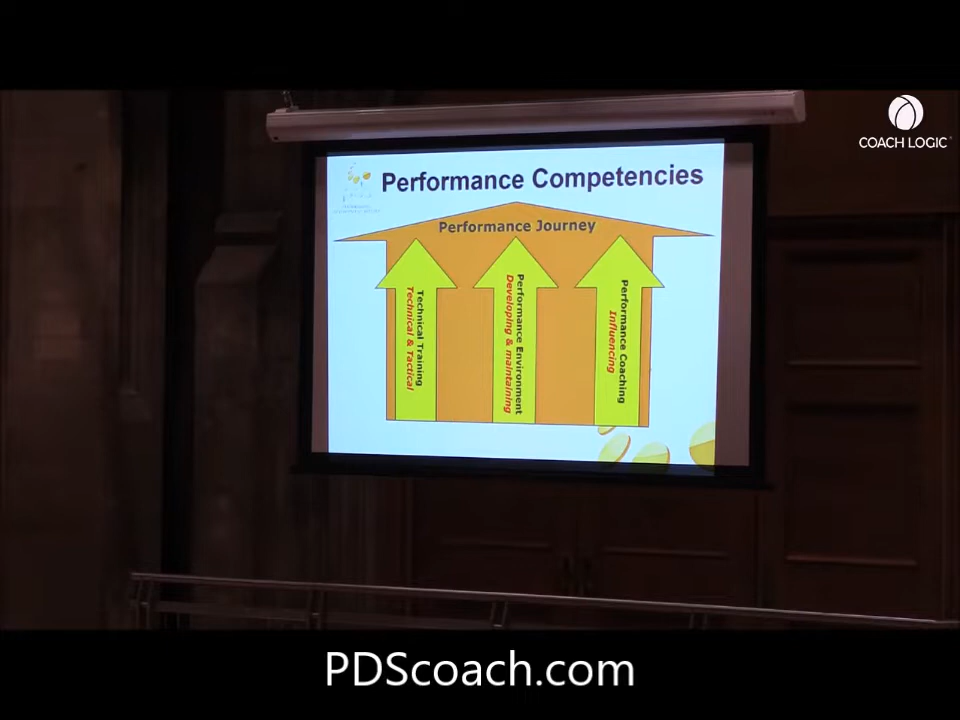 COACH LOGIC
Performance Competencies
Performance Journey
Technical Training
Technical & Tactical
Performance Environment
Developing & maintaining
Performance Coaching
Influencing
PDScoach.com